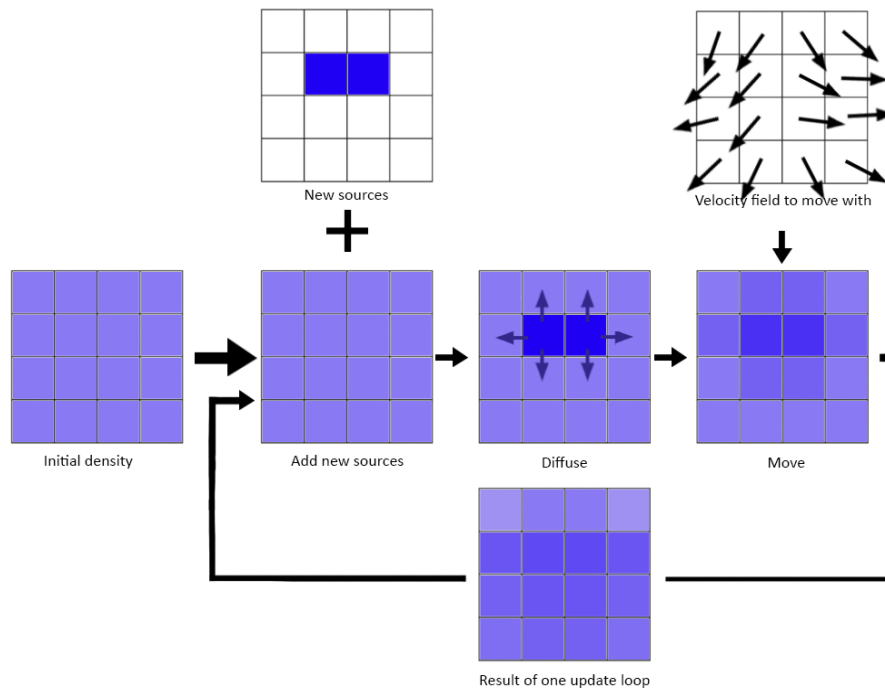 New sources
Velocity field to move with
Initial density
Add new sources
Diffuse
Move
Result of one update loop